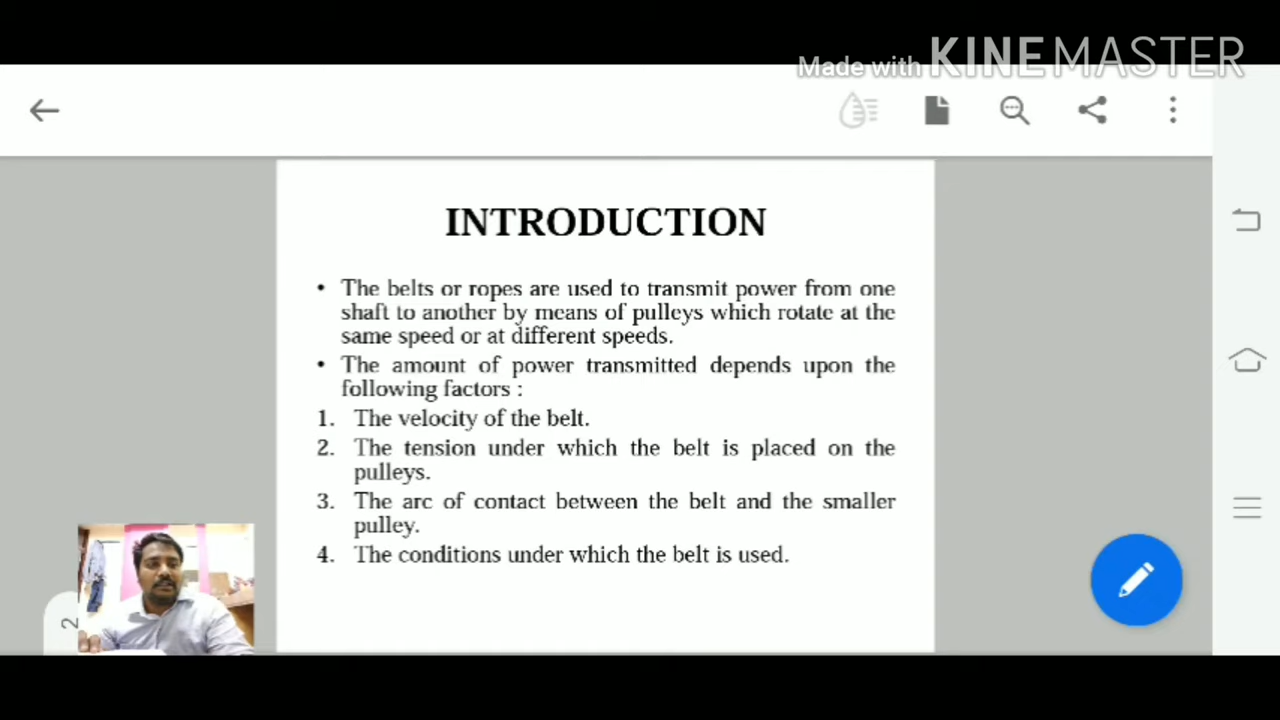 Made with KINEMASTER
INTRODUCTION
• The belts or ropes are used to transmit power from one
shaft to another by means of pulleys which rotate at the
same speed or at different speeds.
• The amount of power transmitted depends upon the
following factors :
1. The velocity of the belt.
2. The tension under which the belt is placed on the
pulleys.
3. The arc of contact between the belt and the smaller
pulley.
4. The conditions under which the belt is used.
2